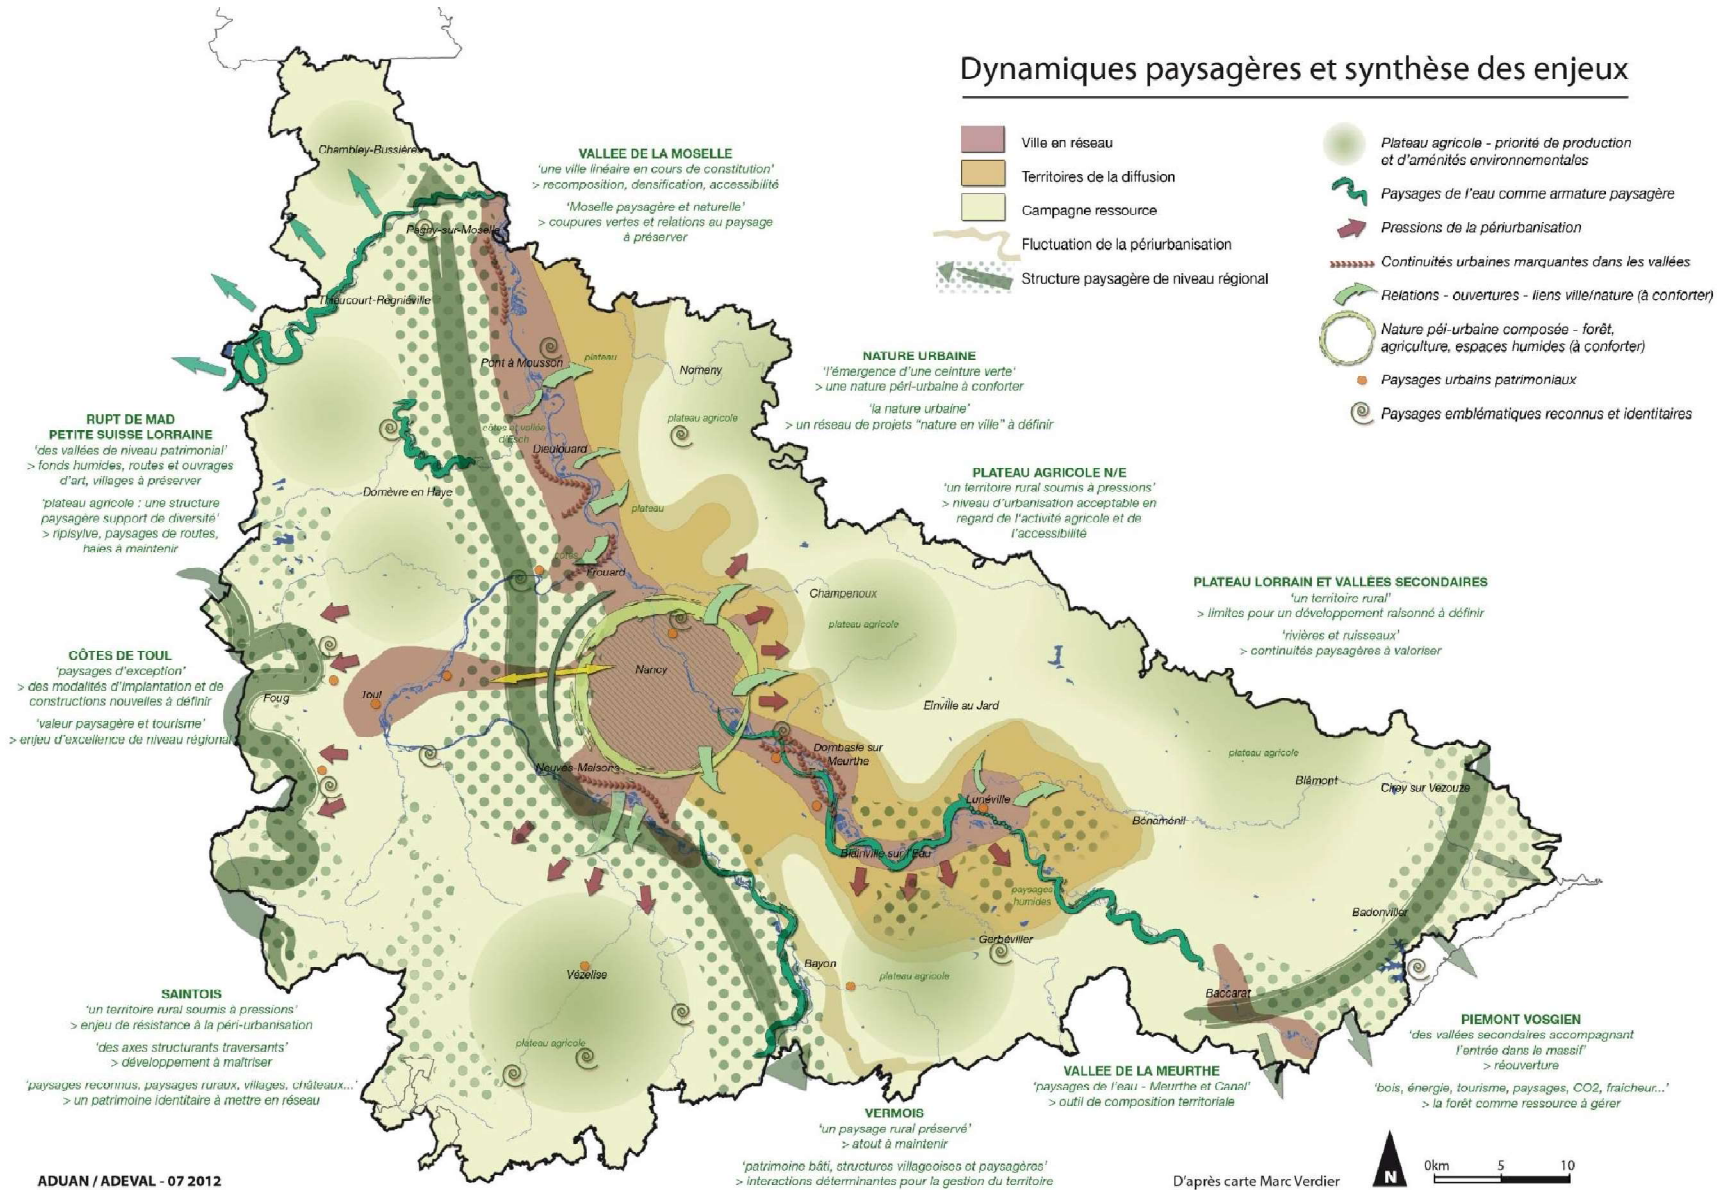 Dynamiques paysagères et synthèse des enjeux
Ville en réseau
Territoires de la diffusion
Campagne ressource
Fluctuation de la périurbanisation
Structure paysagère de niveau régional
Plateau agricole - priorité de production
et d'aménités environnementales
Paysages de l'eau comme armature paysagère
Pressions de la périurbanisation
Continuités urbaines marquantes dans les vallées
Relations - ouvertures - liens ville/nature (à conforter)
Nature péi-urbaine composée - forêt,
agriculture, espaces humides (à conforter)
Paysages urbains patrimoniaux
Paysages emblématiques reconnus et identitaires
VALLEE DE LA MOSELLE
'une ville linéaire en cours de constitution'
> recomposition, densification, accessibilité
'Moselle paysagère et naturelle'
> coupures vertes et relations au paysage
à préserver
NATURE URBAINE
'l'émergence d'une ceinture verte'
> une nature péri-urbaine à conforter
'la nature urbaine'
> un réseau de projets "nature en ville" à définir
PLATEAU AGRICOLE N/E
'un territoire rural soumis à pressions'
> niveau d'urbanisation acceptable en
regard de l'activité agricole et de
l'accessibilité
PLATEAU LORRAIN ET VALLÉES SECONDAIRES
'un territoire rural'
> limites pour un développement raisonné à définir
'rivières et ruisseaux'
> continuités paysagères à valoriser
RUPT DE MAD
PETITE SUISSE LORRAINE
'des vallées de niveau patrimonial'
> fonds humides, routes et ouvrages
d'art, villages à préserver
'plateau agricole : une structure
paysagère support de diversité'
> ripisylve, paysages de routes,
haies à maintenir
CÔTES DE TOUL
'paysages d'exception'
> des modalités d'implantation et de
constructions nouvelles à définir
'valeur paysagère et tourisme'
> enjeu d'excellence de niveau régional
SAINTOIS
'un territoire rural soumis à pressions'
> enjeu de résistance à la péri-urbanisation
'des axes structurants traversants'
> développement à maîtriser
'paysages reconnus, paysages ruraux, villages, châteaux...'
> un patrimoine identitaire à mettre en réseau
VERMOIS
'un paysage rural préservé'
> atout à maintenir
'patrimoine bâti, structures villageoises et paysagères'
> interactions déterminantes pour la gestion du territoire
VALLEE DE LA MEURTHE
'paysages de l'eau - Meurthe et Canal'
> outil de composition territoriale
PIEMONT VOSGIEN
'des vallées secondaires accompagnant
l'entrée dans le massif'
> réouverture
'bois, énergie, tourisme, paysages, CO2, fraîcheur...'
> la forêt comme ressource à gérer
Chambley-Bussières
Pagny-sur-Moselle
Thiaucourt-Regniéville
Pont à Mousson
plateau
Nomeny
plateau agricole
côtes et vallée
d'Esch
Dieulouard
Domèvre en Haye
plateau
côtes
Frouard
Champenoux
plateau agricole
Nancy
Toul
Foug
Einville au Jard
Neuves-Maisons
Dombasle sur
Meurthe
plateau agricole
Blâmont
Cirey sur Vezouze
Lunéville
Bénaménil
Blainville sur l'Eau
paysages
humides
Badonviller
Gerbéviller
Bayon
plateau agricole
Vézelise
plateau agricole
Baccarat
ADUAN / ADEVAL - 07 2012
D'après carte Marc Verdier
N
0km 5 10